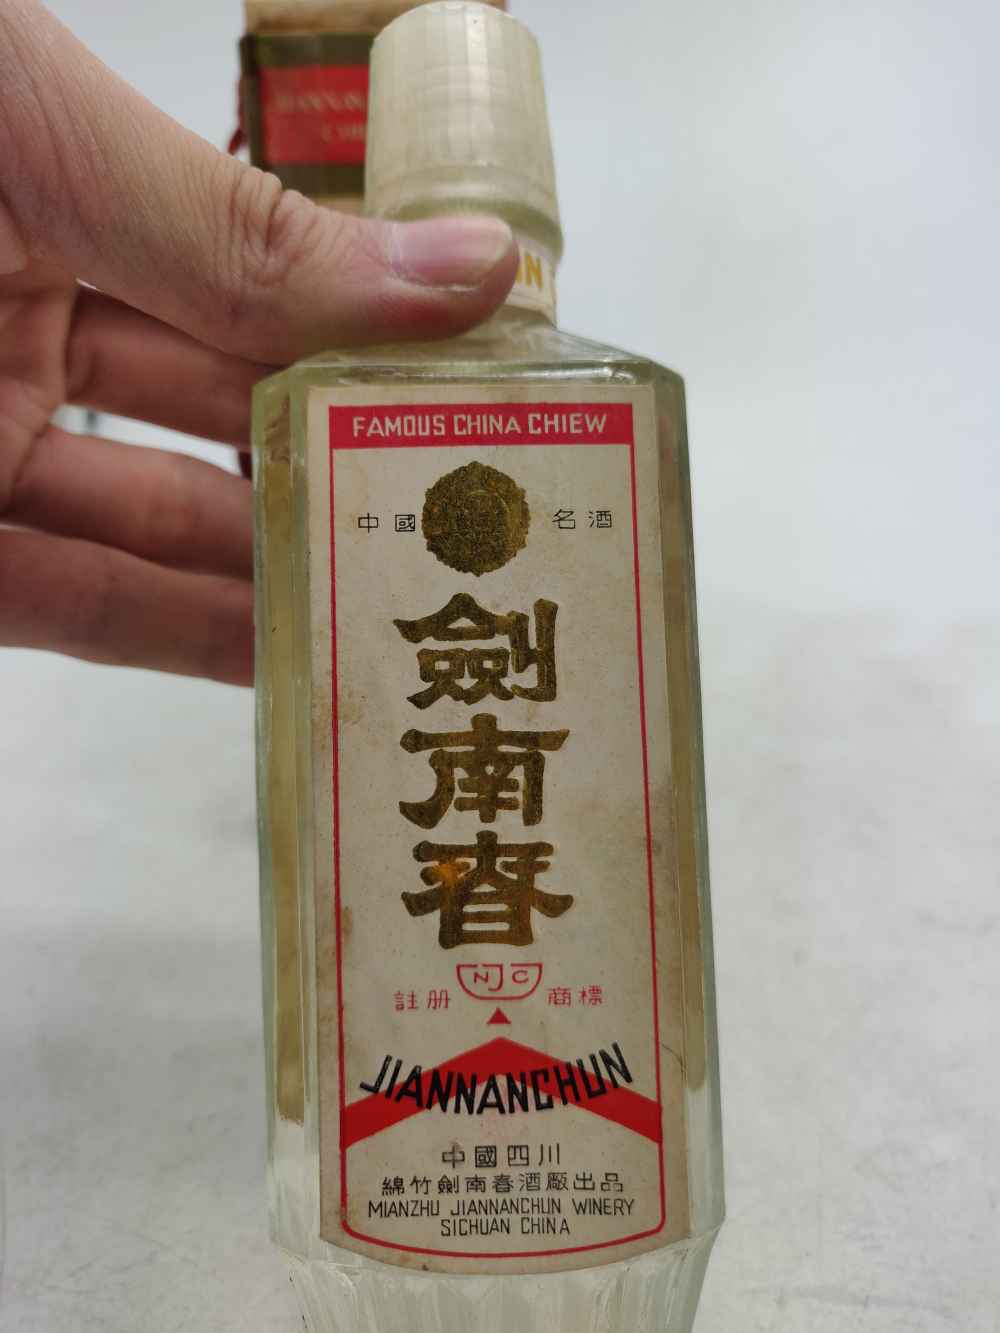 FAMOUS CHINA CHIEW
中國 名酒
劍
南
春
NJC
註册 商標
JIANNANCHUN
中國四川
綿竹劍南春酒廠出品
MIANZHU JIANNANCHUN WINERY
SICHUAN CHINA